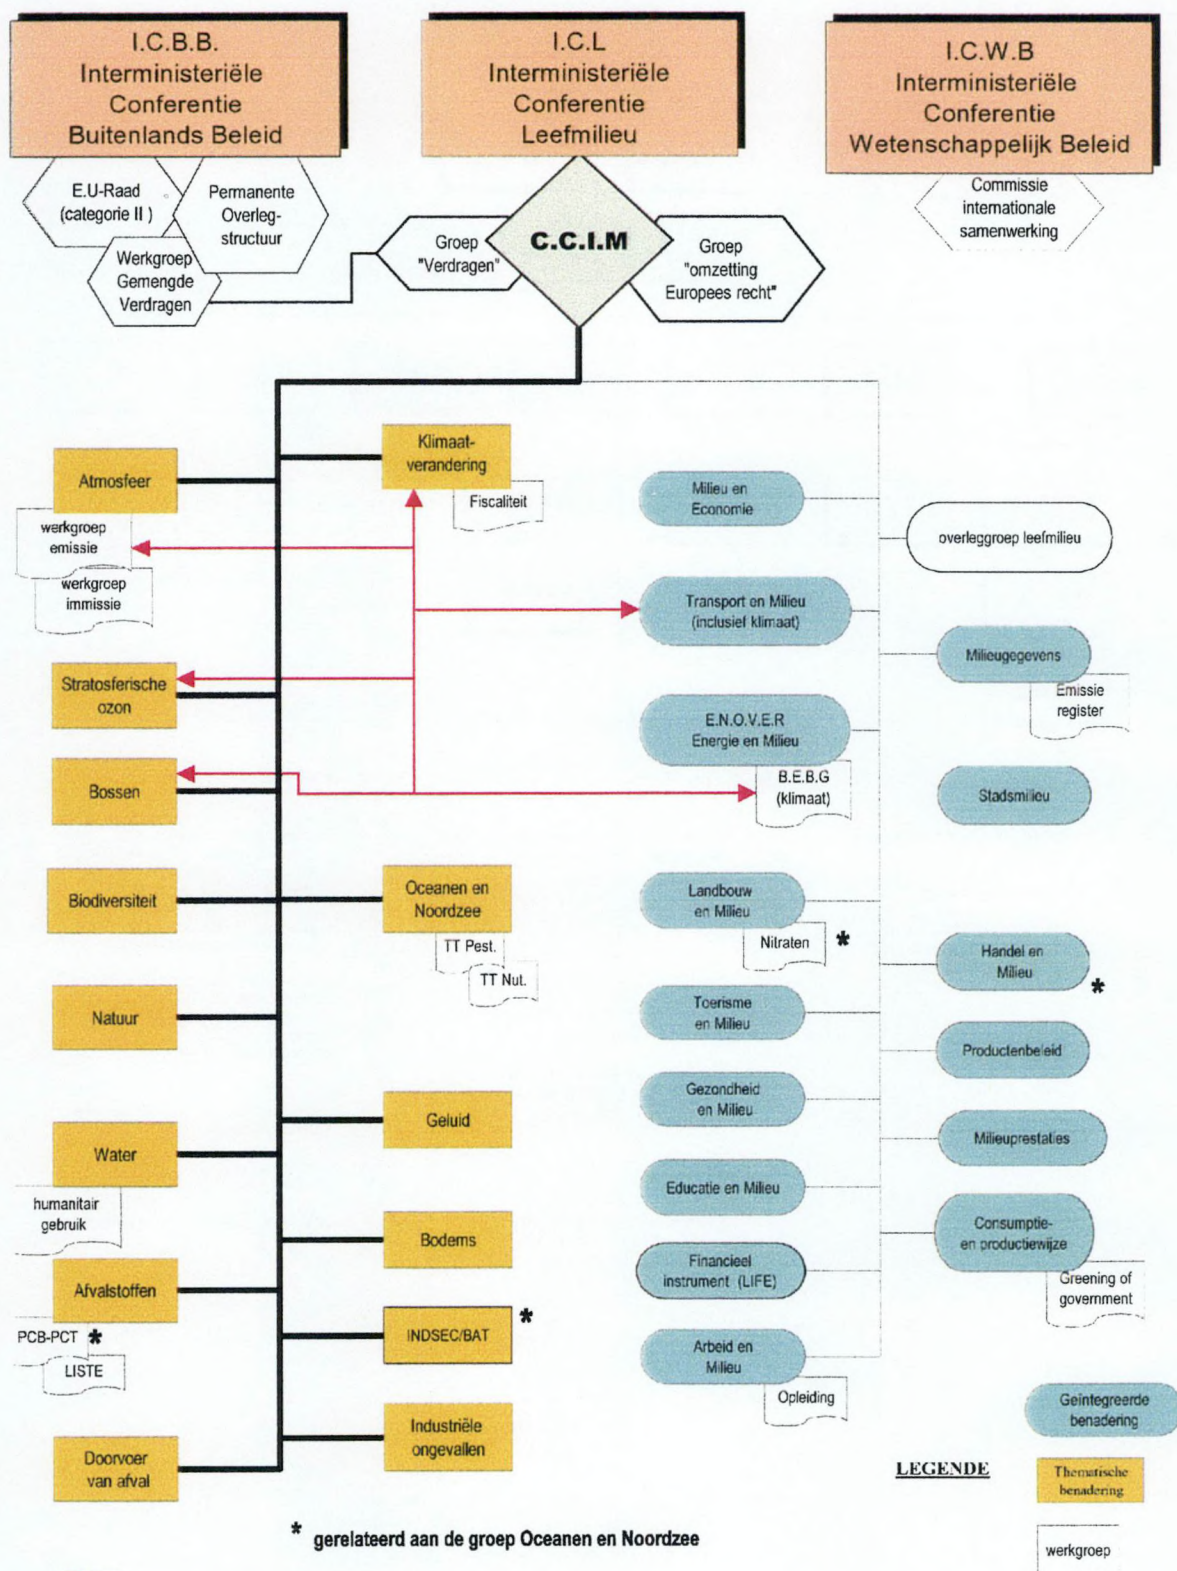 I.C.B.B.
Interministeriële
Conferentie
Buitenlands Beleid
I.C.L
Interministeriële
Conferentie
Leefmilieu
I.C.W.B
Interministeriële
Conferentie
Wetenschappelijk Beleid
E.U-Raad
(categorie II )
Permanente
Overleg-
structuur
Werkgroep
Gemengde
Verdragen
Groep
"Verdragen"
C.C.I.M
Groep
"omzetting
Europees recht"
Commissie
internationale
samenwerking
Atmosfeer
werkgroep
emissie
werkgroep
immissie
Stratosferische
ozon
Bossen
Biodiversiteit
Natuur
Water
humanitair
gebruik
Afvalstoffen
PCB-PCT *
LISTE
Doorvoer
van afval
Klimaat-
verandering
Fiscaliteit
Oceanen en
Noordzee
TT Pest.
TT Nut.
Geluid
Bodems
INDSEC/BAT *
Industriële
ongevallen
Milieu en
Economie
Transport en Milieu
(inclusief klimaat)
E.N.O.V.E.R
Energie en Milieu
B.E.B.G
(klimaat)
Landbouw
en Milieu
Nitraten *
Toerisme
en Milieu
Gezondheid
en Milieu
Educatie en Milieu
Financieel
instrument (LIFE)
Arbeid en
Milieu
Opleiding
overleggroep leefmilieu
Milieugegevens
Emissie
register
Stadsmilieu
Handel en
Milieu
*
Productenbeleid
Milieuprestaties
Consumptie-
en productiewijze
Greening of
government
LEGENDE
Geïntegreerde
benadering
Thematische
benadering
werkgroep
* gerelateerd aan de groep Oceanen en Noordzee